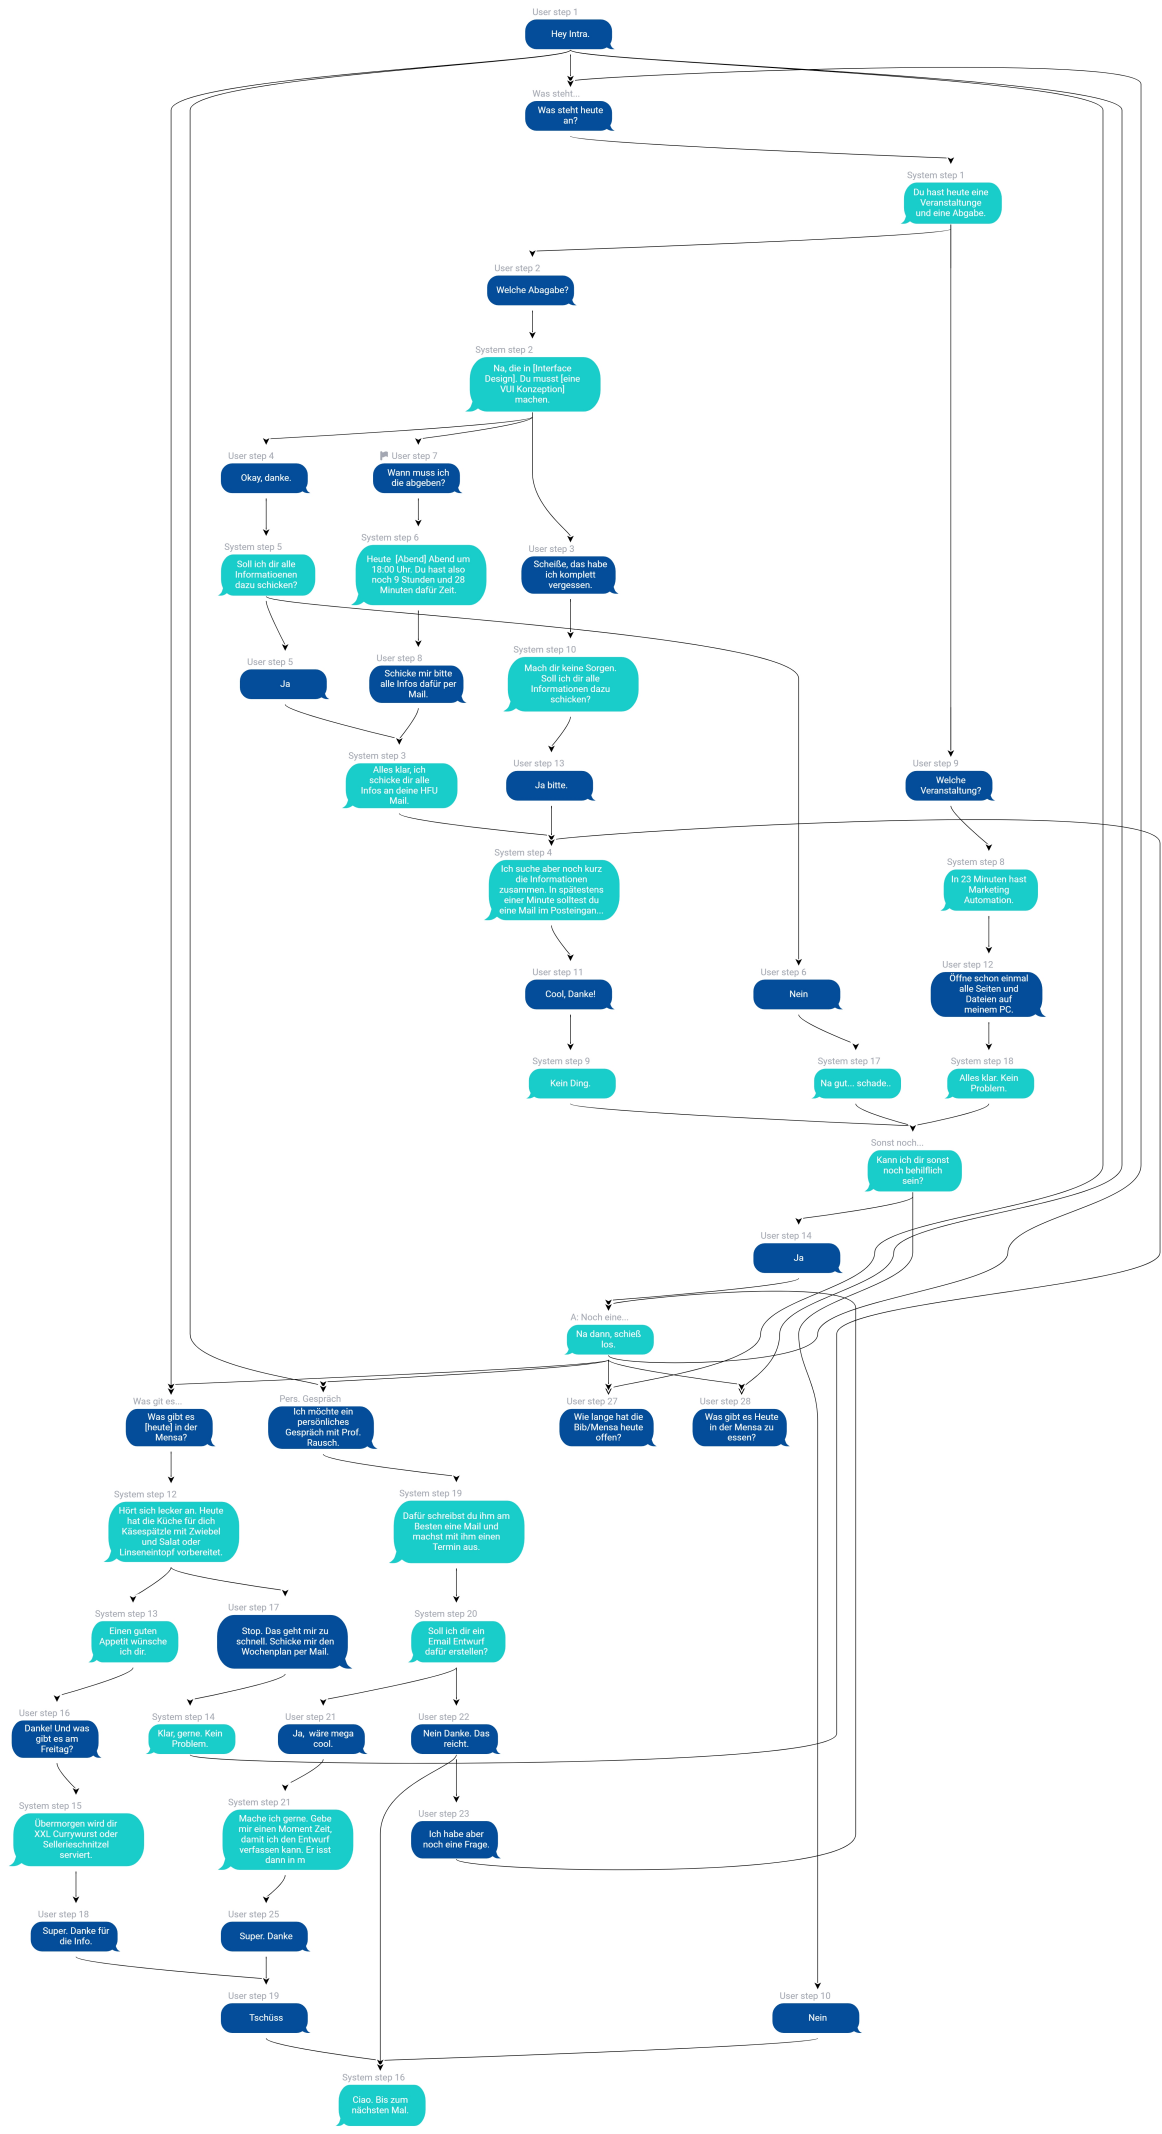 User step 1
Hey Intra.
Was steht...
Was steht heute
an?
System step 1
Du hast heute eine
Veranstaltunge
und eine Abgabe.
User step 2
Welche Abagabe?
System step 2
Na, die in [Interface
Design]. Du musst [eine
VUI Konzeption]
machen.
User step 4
Okay, danke.
User step 7
Wann muss ich
die abgeben?
System step 5
Soll ich dir alle
Informatioenen
dazu schicken?
System step 6
Heute  [Abend] Abend um
18:00 Uhr. Du hast also
noch 9 Stunden und 28
Minuten dafür Zeit.
User step 3
Scheiße, das habe
ich komplett
vergessen.
User step 5
Ja
User step 8
Schicke mir bitte
alle Infos dafür per
Mail.
System step 10
Mach dir keine Sorgen.
Soll ich dir alle
Informationen dazu
schicken?
System step 3
Alles klar, ich
schicke dir alle
Infos an deine HFU
Mail.
User step 13
Ja bitte.
User step 9
Welche
Veranstaltung?
System step 4
Ich suche aber noch kurz
die Informationen
zusammen. In spätestens
einer Minute solltest du
eine Mail im Posteingan...
System step 8
In 23 Minuten hast
Marketing
Automation.
User step 11
Cool, Danke!
User step 6
Nein
User step 12
Öffne schon einmal
alle Seiten und
Dateien auf
meinem PC.
System step 9
Kein Ding.
System step 17
Na gut... schade..
System step 18
Alles klar. Kein
Problem.
Sonst noch...
Kann ich dir sonst
noch behilflich
sein?
User step 14
Ja
A: Noch eine...
Na dann, schieß
los.
Was git es...
Was gibt es
[heute] in der
Mensa?
Pers. Gespräch
Ich möchte ein
persönliches
Gespräch mit Prof.
Rausch.
User step 27
Wie lange hat die
Bib/Mensa heute
offen?
User step 28
Was gibt es Heute
in der Mensa zu
essen?
System step 12
Hört sich lecker an. Heute
hat die Küche für dich
Käsespätzle mit Zwiebel
und Salat oder
Linseneintopf vorbereitet.
System step 19
Dafür schreibst du ihm am
Besten eine Mail und
machst mit ihm einen
Termin aus.
System step 13
Einen guten
Appetit wünsche
ich dir.
User step 17
Stop. Das geht mir zu
schnell. Schicke mir den
Wochenplan per Mail.
System step 20
Soll ich dir ein
Email Entwurf
dafür erstellen?
User step 16
Danke! Und was
gibt es am
Freitag?
System step 14
Klar, gerne. Kein
Problem.
User step 21
Ja,  wäre mega
cool.
User step 22
Nein Danke. Das
reicht.
System step 15
Übermorgen wird dir
XXL Currywurst oder
Sellerieschnitzel
serviert.
System step 21
Mache ich gerne. Gebe
mir einen Moment Zeit,
damit ich den Entwurf
verfassen kann. Er isst
dann in m
User step 23
Ich habe aber
noch eine Frage.
User step 18
Super. Danke für
die Info.
User step 25
Super. Danke
User step 19
Tschüss
User step 10
Nein
System step 16
Ciao. Bis zum
nächsten Mal.